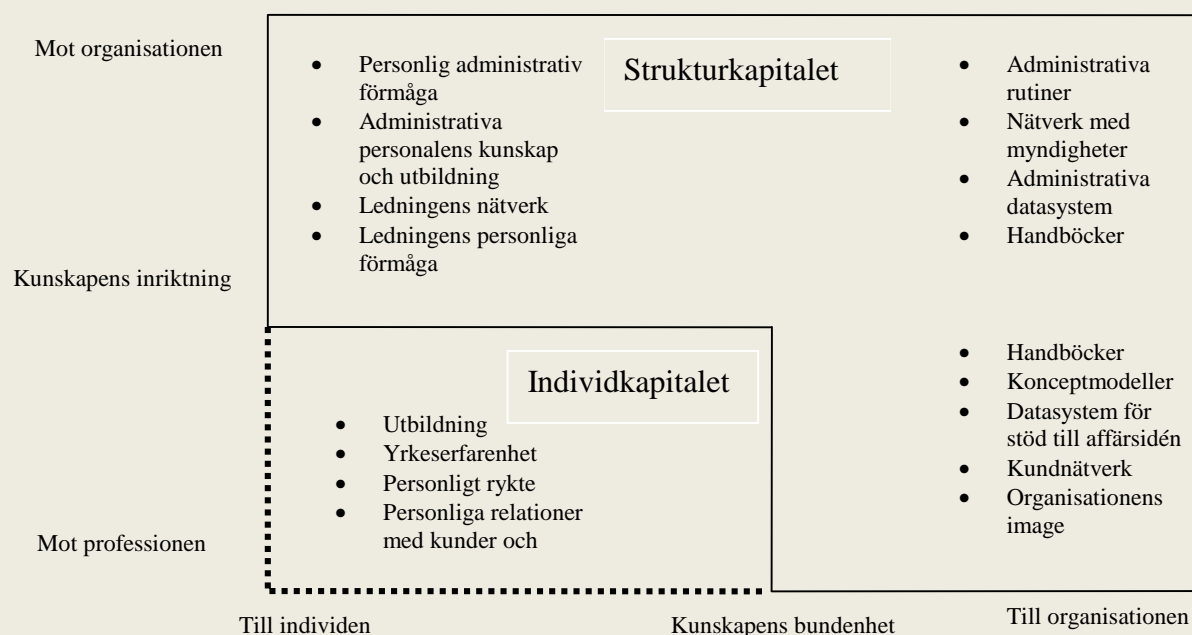 Mot organisationen
• Personlig administrativ
förmåga
• Administrativa
personalens kunskap
och utbildning
• Ledningens nätverk
• Ledningens personliga
förmåga
Strukturkapitalet
• Administrativa
rutiner
• Nätverk med
myndigheter
• Administrativa
datasystem
• Handböcker
Kunskapens inriktning
Individkapitalet
• Utbildning
• Yrkeserfarenhet
• Personligt rykte
• Personliga relationer
med kunder och
• Handböcker
• Konceptmodeller
• Datasystem för
stöd till affärsidén
• Kundnätverk
• Organisationens
image
Mot professionen
Till individen
Kunskapens bundenhet
Till organisationen